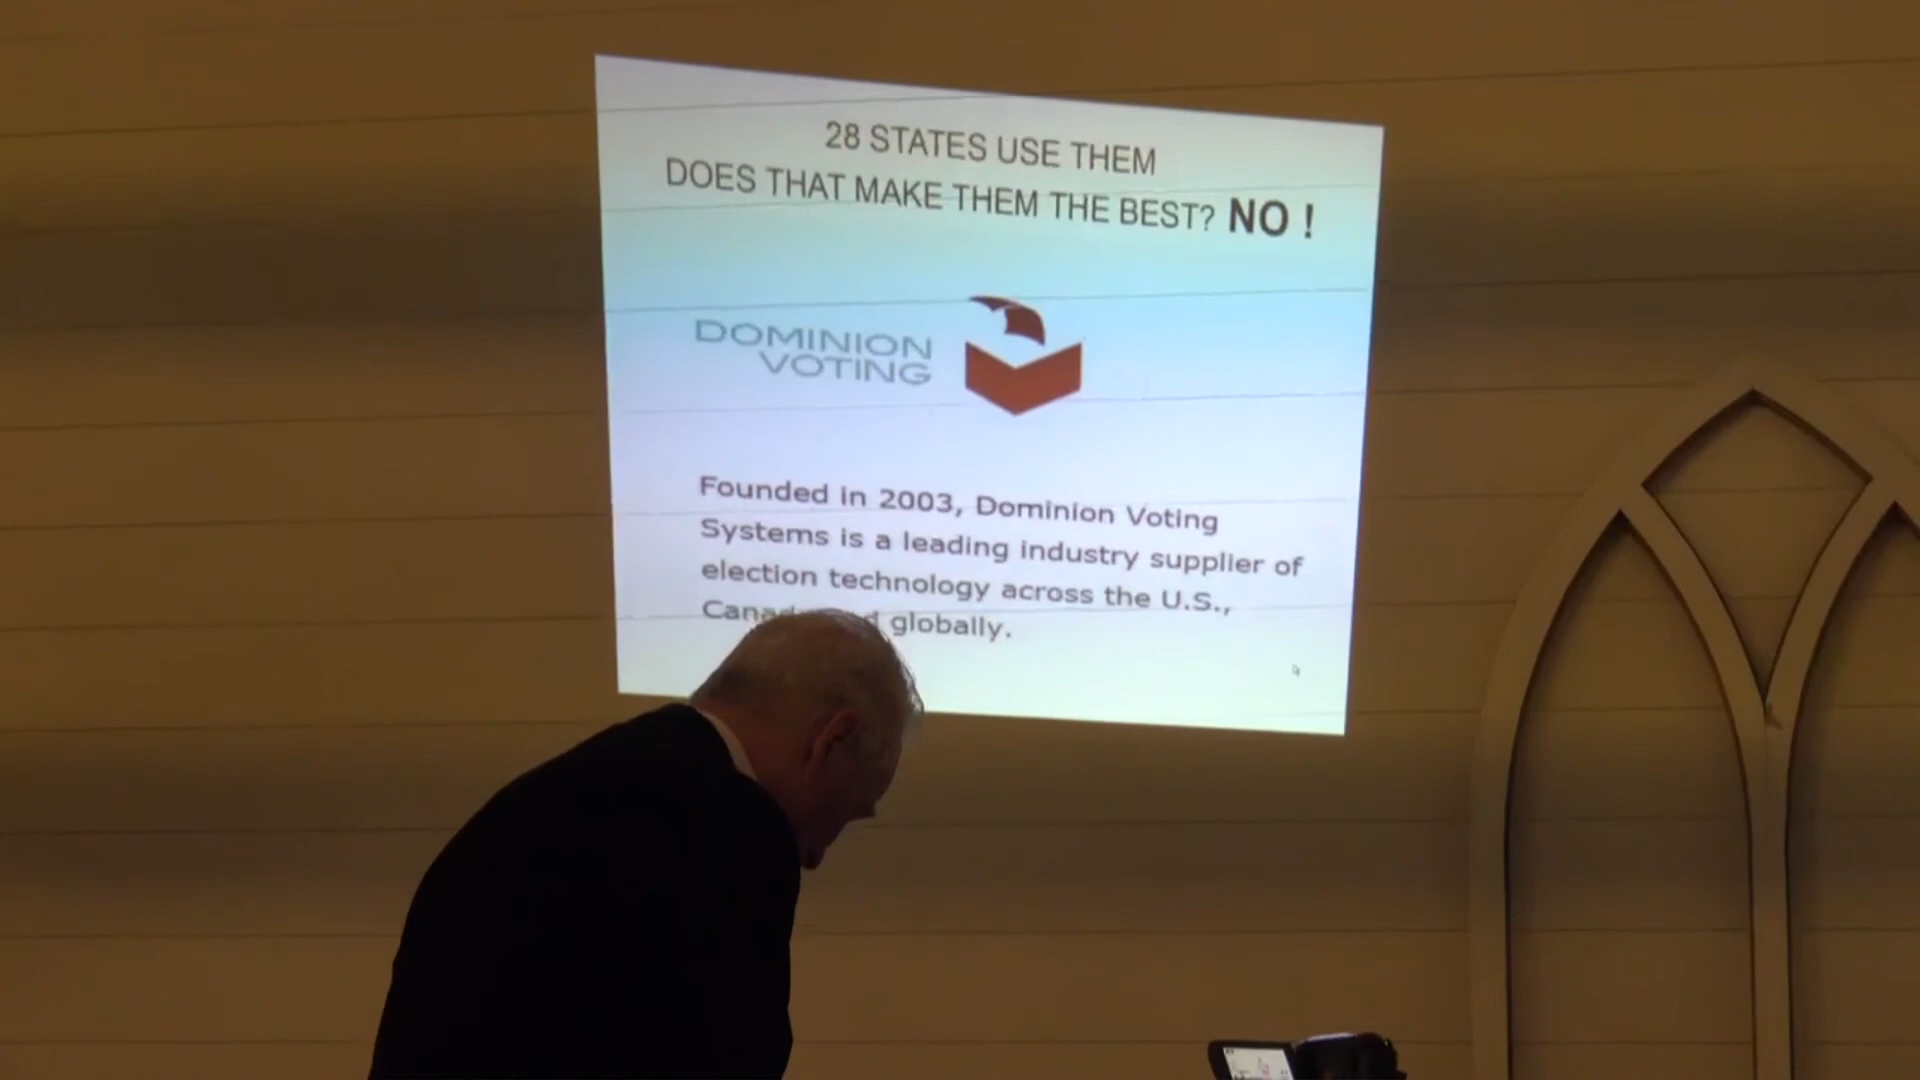 28 STATES USE THEM
DOES THAT MAKE THEM THE BEST? NO !
DOMINION
VOTING
Founded in 2003, Dominion Voting
Systems is a leading industry supplier of
election technology across the U.S.,
globally.